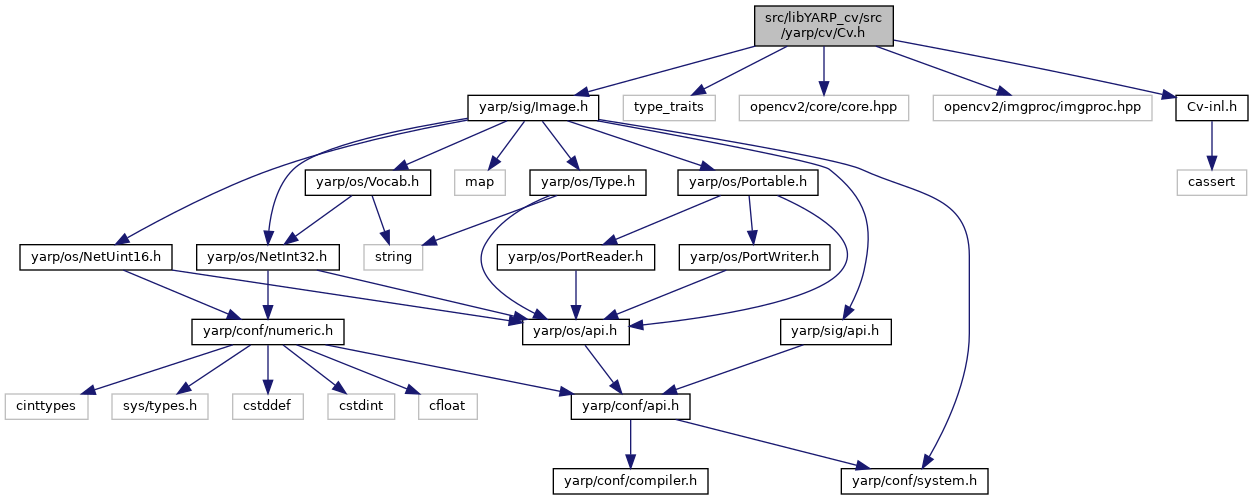 src/libYARP_cv/src
/yarp/cv/Cv.h
yarp/sig/Image.h
type_traits
opencv2/core/core.hpp
opencv2/imgproc/imgproc.hpp
Cv-inl.h
yarp/os/Vocab.h
map
yarp/os/Type.h
yarp/os/Portable.h
cassert
yarp/os/NetUint16.h
yarp/os/NetInt32.h
string
yarp/os/PortReader.h
yarp/os/PortWriter.h
yarp/conf/numeric.h
yarp/os/api.h
yarp/sig/api.h
cinttypes
sys/types.h
cstddef
cstdint
cfloat
yarp/conf/api.h
yarp/conf/compiler.h
yarp/conf/system.h